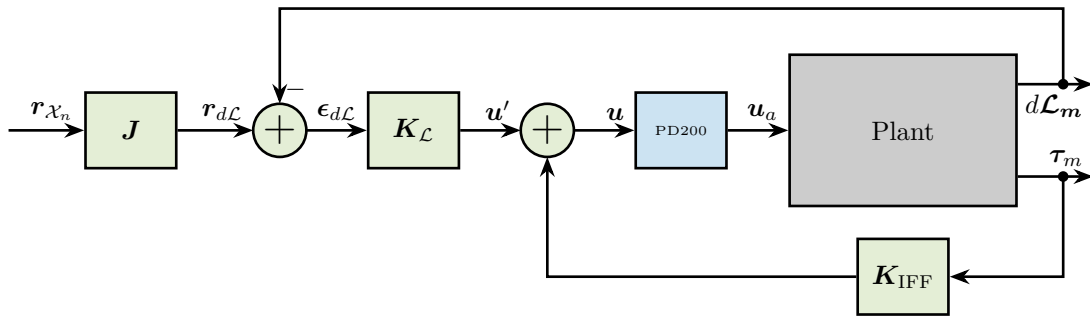 −
r_{𝒳_n}
J
r_{dℒ}
+
ϵ_{dℒ}
K_ℒ
u′
+
u
PD200
u_a
Plant
dℒ_m
τ_m
K_IFF